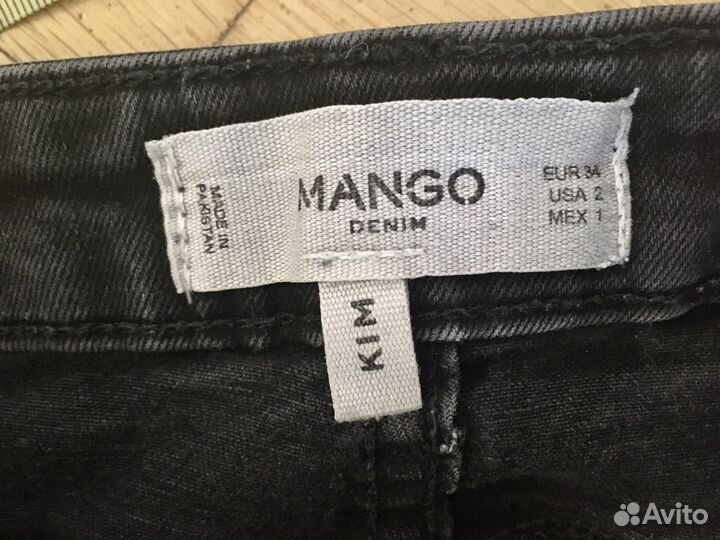 MADE IN
PAKISTAN
MANGO
DENIM
EUR 34
USA 2
MEX 1
KIM
Avito